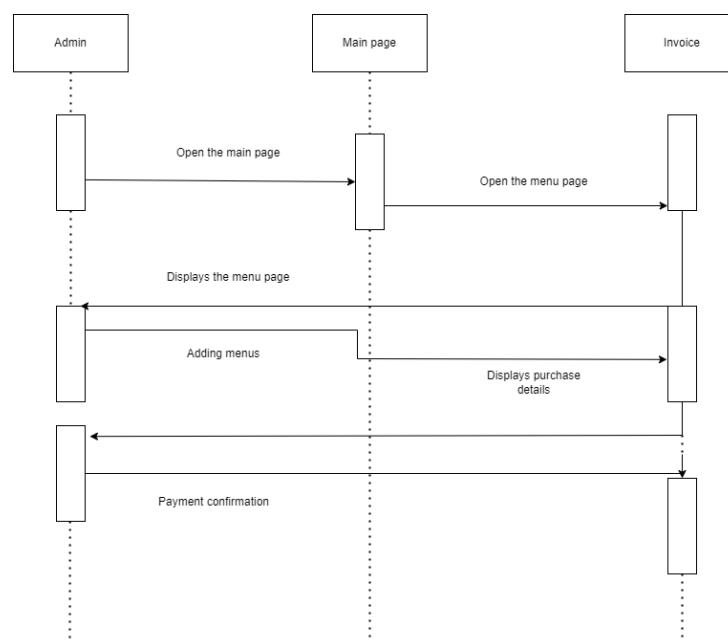 Admin
Main page
Invoice
Open the main page
Open the menu page
Displays the menu page
Adding menus
Displays purchase
details
Payment confirmation